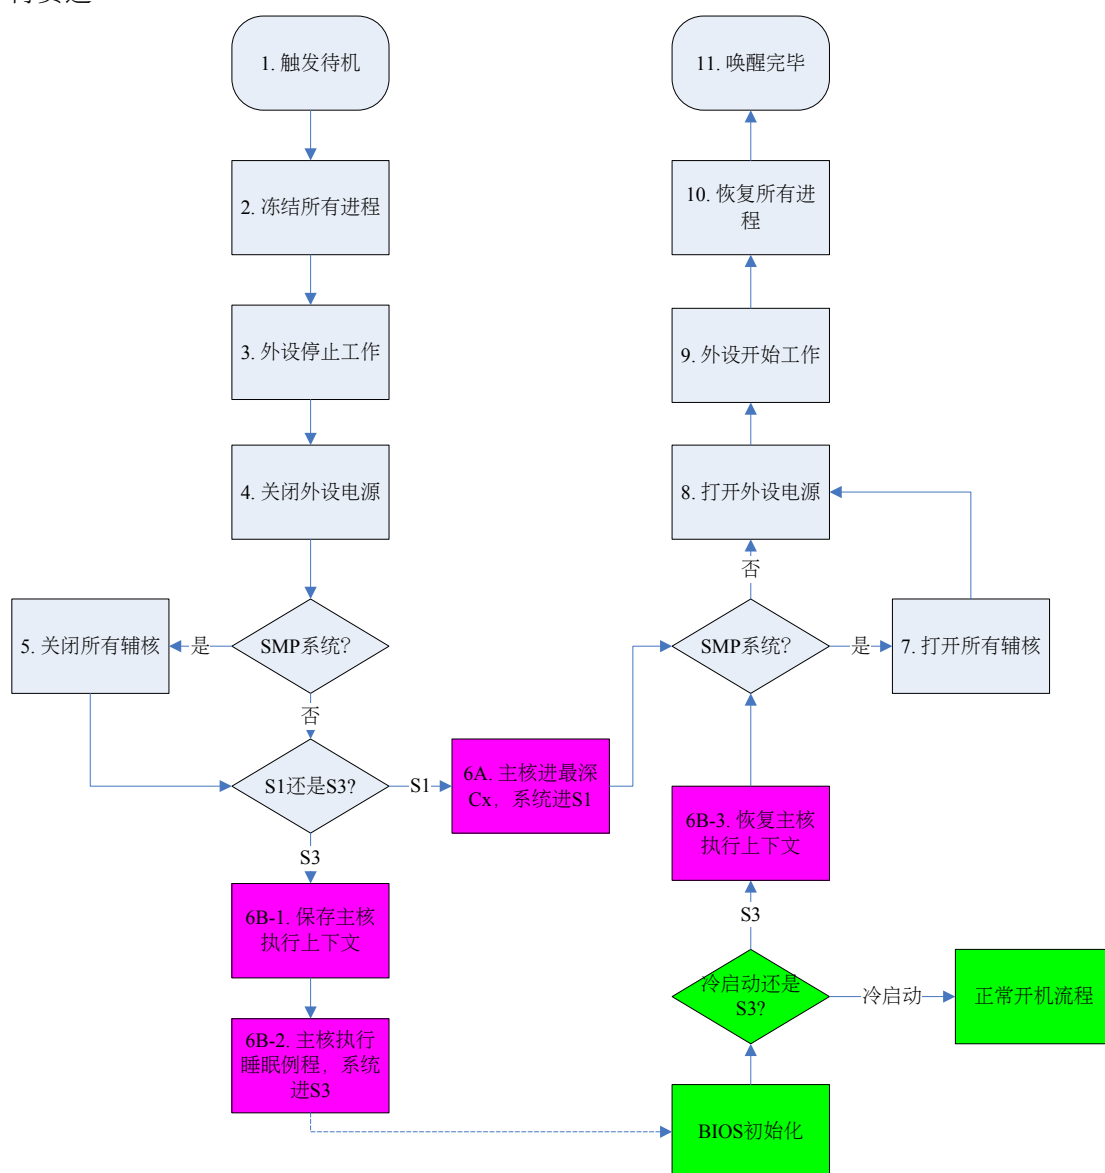 1. 触发待机
2. 冻结所有进程
3. 外设停止工作
4. 关闭外设电源
SMP系统?
是
5. 关闭所有辅核
否
S1还是S3?
S1
6A. 主核进最深
Cx，系统进S1
S3
6B-1. 保存主核
执行上下文
6B-2. 主核执行
睡眠例程，系统
进S3
BIOS初始化
冷启动还是
S3?
冷启动
正常开机流程
S3
6B-3. 恢复主核
执行上下文
SMP系统?
是
7. 打开所有辅核
否
8. 打开外设电源
9. 外设开始工作
10. 恢复所有进
程
11. 唤醒完毕